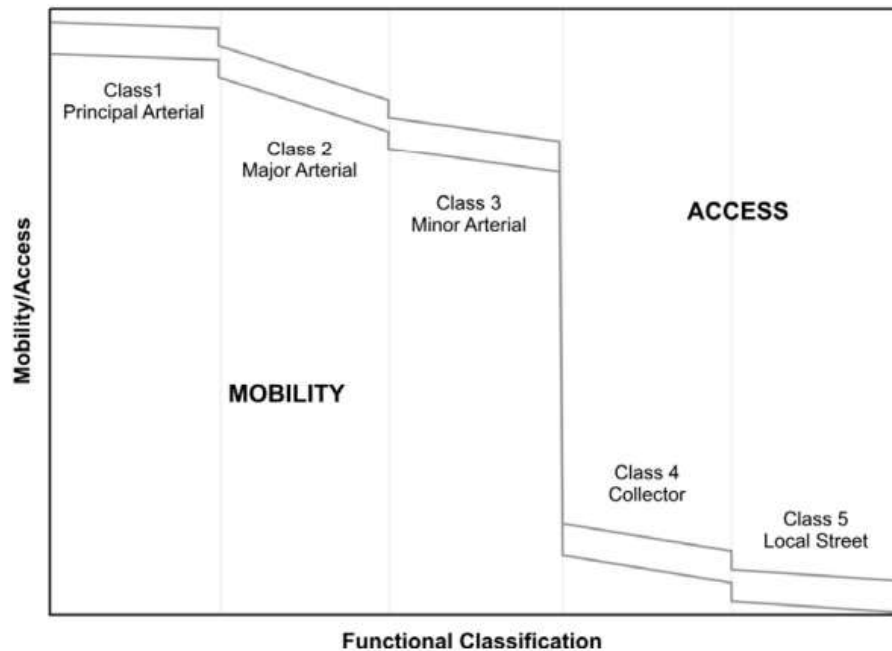 Class1
Principal Arterial
Class 2
Major Arterial
Class 3
Minor Arterial
ACCESS
MOBILITY
Class 4
Collector
Class 5
Local Street
Mobility/Access
Functional Classification